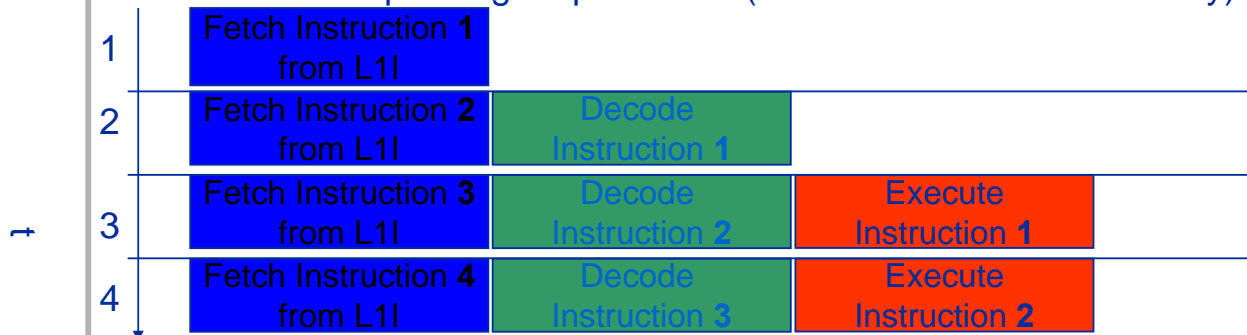 1
Fetch Instruction 1
from L1I
2
Fetch Instruction 2
from L1I
Decode
Instruction 1
t
3
Fetch Instruction 3
from L1I
Decode
Instruction 2
Execute
Instruction 1
4
Fetch Instruction 4
from L1I
Decode
Instruction 3
Execute
Instruction 2